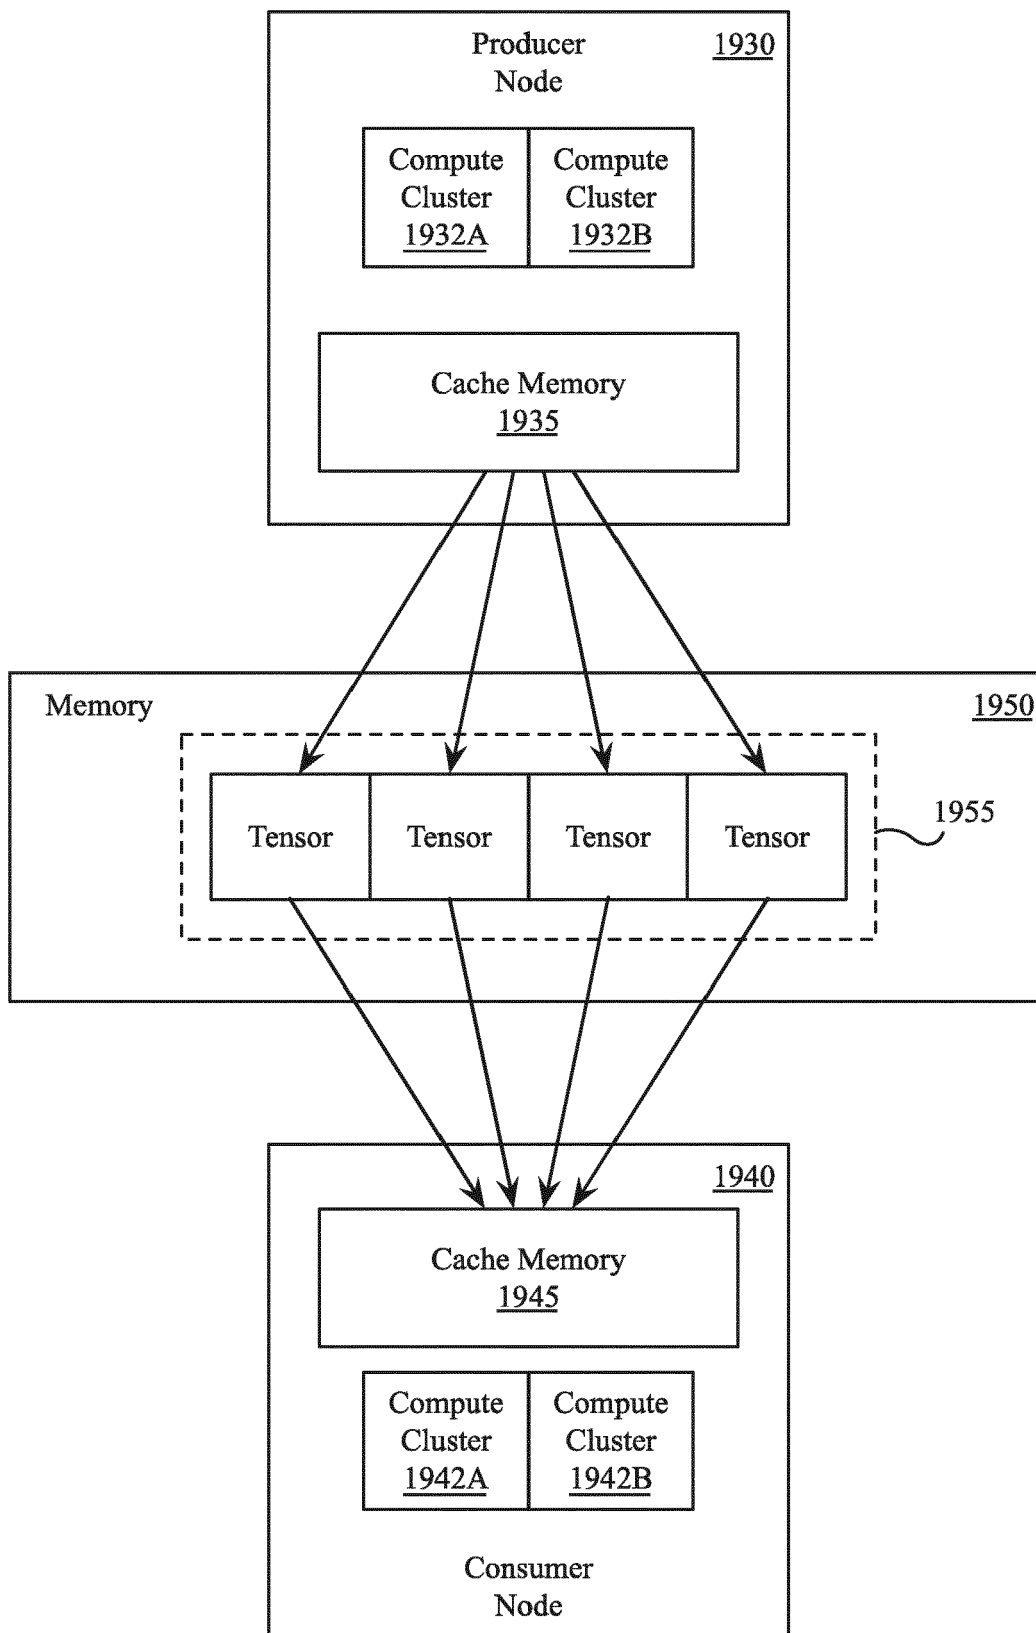 Producer
Node
1930
Compute
Cluster
1932A
Compute
Cluster
1932B
Cache Memory
1935
Memory
1950
1955
Tensor
Tensor
Tensor
Tensor
1940
Cache Memory
1945
Compute
Cluster
1942A
Compute
Cluster
1942B
Consumer
Node